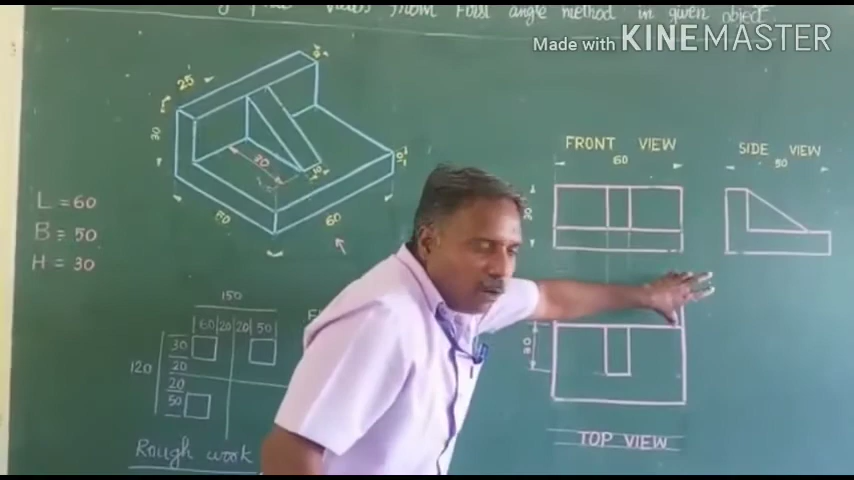 views from First angle method in given object
Made with KINEMASTER
25
30
30
10
50
60
L = 60
B = 50
H = 30
FRONT VIEW
60
SIDE VIEW
50
30
150
60 20 20 50
120
30
20
20
50
Rough work
TOP VIEW